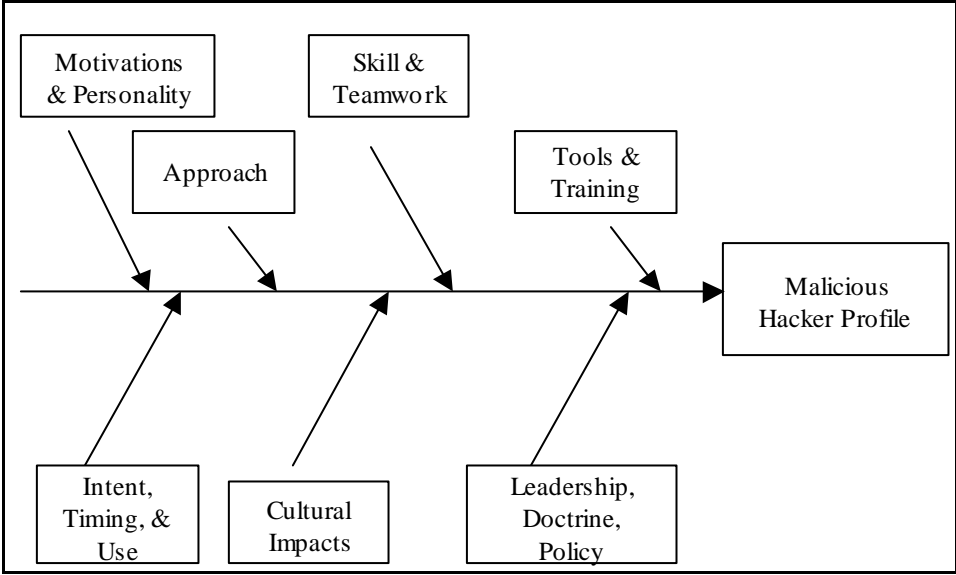 Motivations
& Personality
Skill &
Teamwork
Approach
Tools &
Training
Malicious
Hacker Profile
Intent,
Timing, &
Use
Cultural
Impacts
Leadership,
Doctrine,
Policy